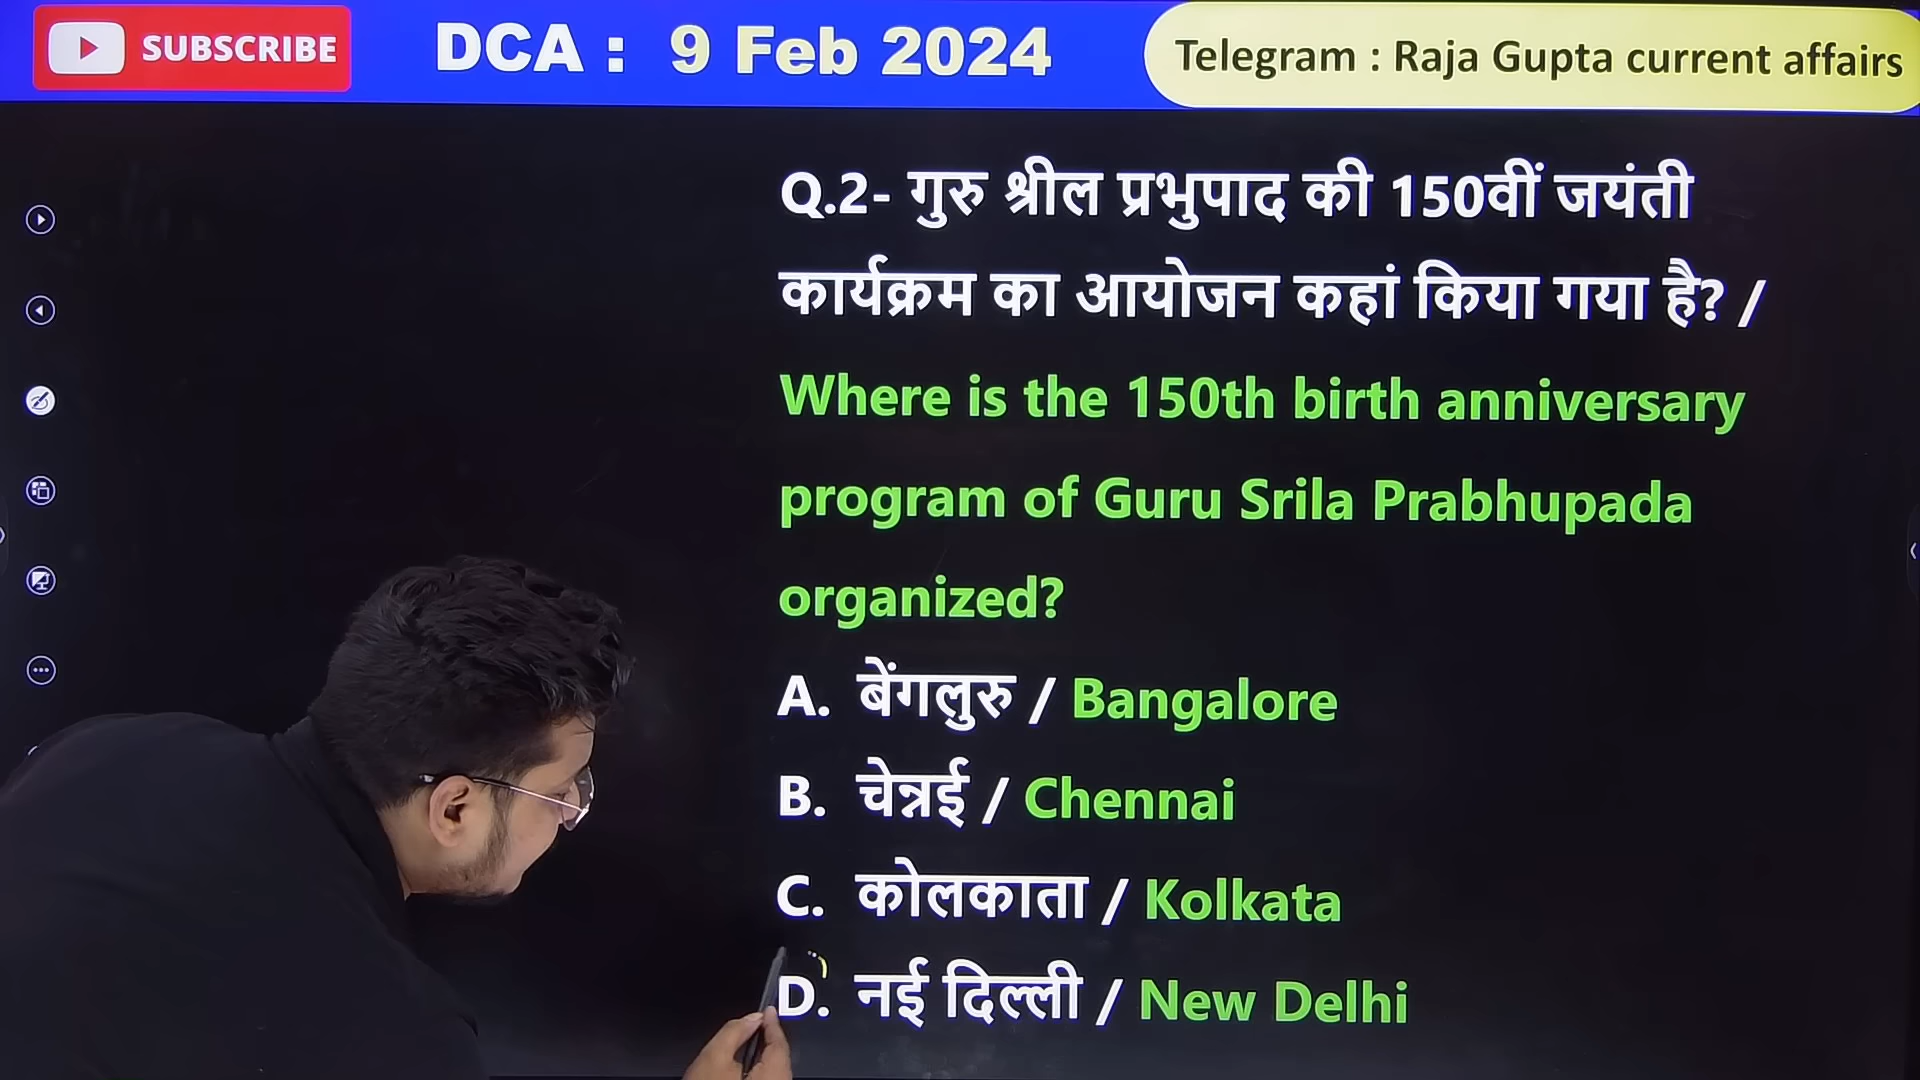 SUBSCRIBE DCA : 9 Feb 2024 Telegram : Raja Gupta current affairs
Q.2- गुरु श्रील प्रभुपाद की 150वीं जयंती
कार्यक्रम का आयोजन कहां किया गया है? /
Where is the 150th birth anniversary
program of Guru Srila Prabhupada
organized?
A. बेंगलुरु / Bangalore
B. चेन्नई / Chennai
C. कोलकाता / Kolkata
D. नई दिल्ली / New Delhi